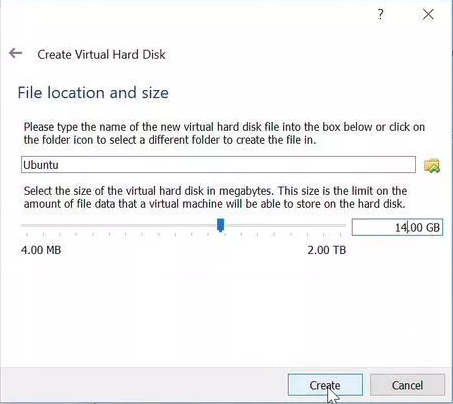 ?
Create Virtual Hard Disk
File location and size
Please type the name of the new virtual hard disk file into the box below or click on
the folder icon to select a different folder to create the file in.
Ubuntu
Select the size of the virtual hard disk in megabytes. This size is the limit on the
amount of file data that a virtual machine will be able to store on the hard disk.
14.00 GB
4.00 MB 2.00 TB
Create Cancel